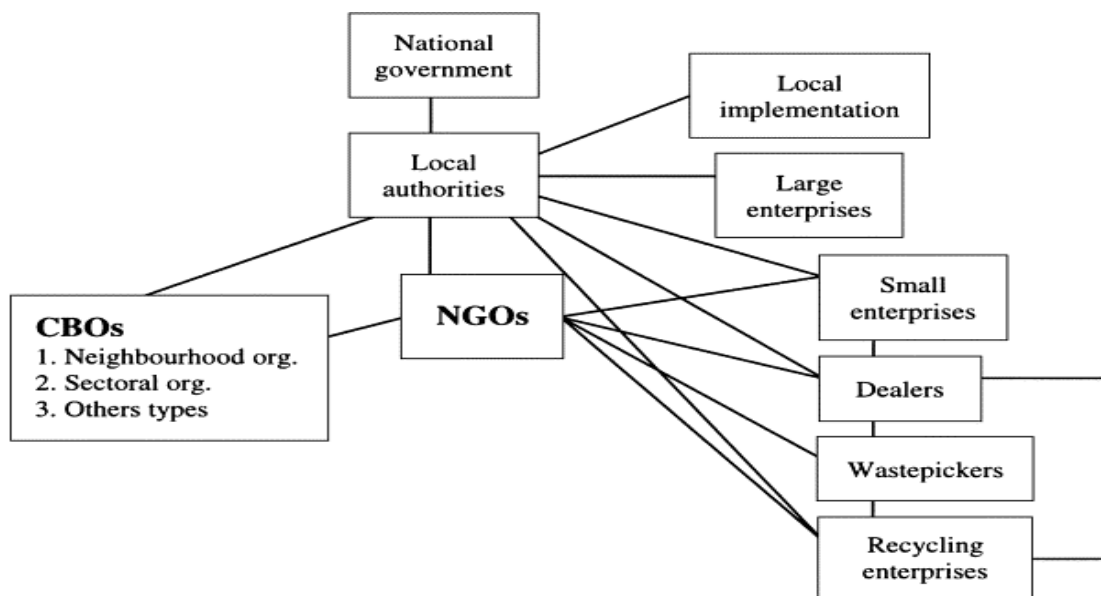 National
government
Local
implementation
Local
authorities
Large
enterprises
Small
enterprises
CBOs
1. Neighbourhood org.
2. Sectoral org.
3. Others types
NGOs
Dealers
Wastepickers
Recycling
enterprises